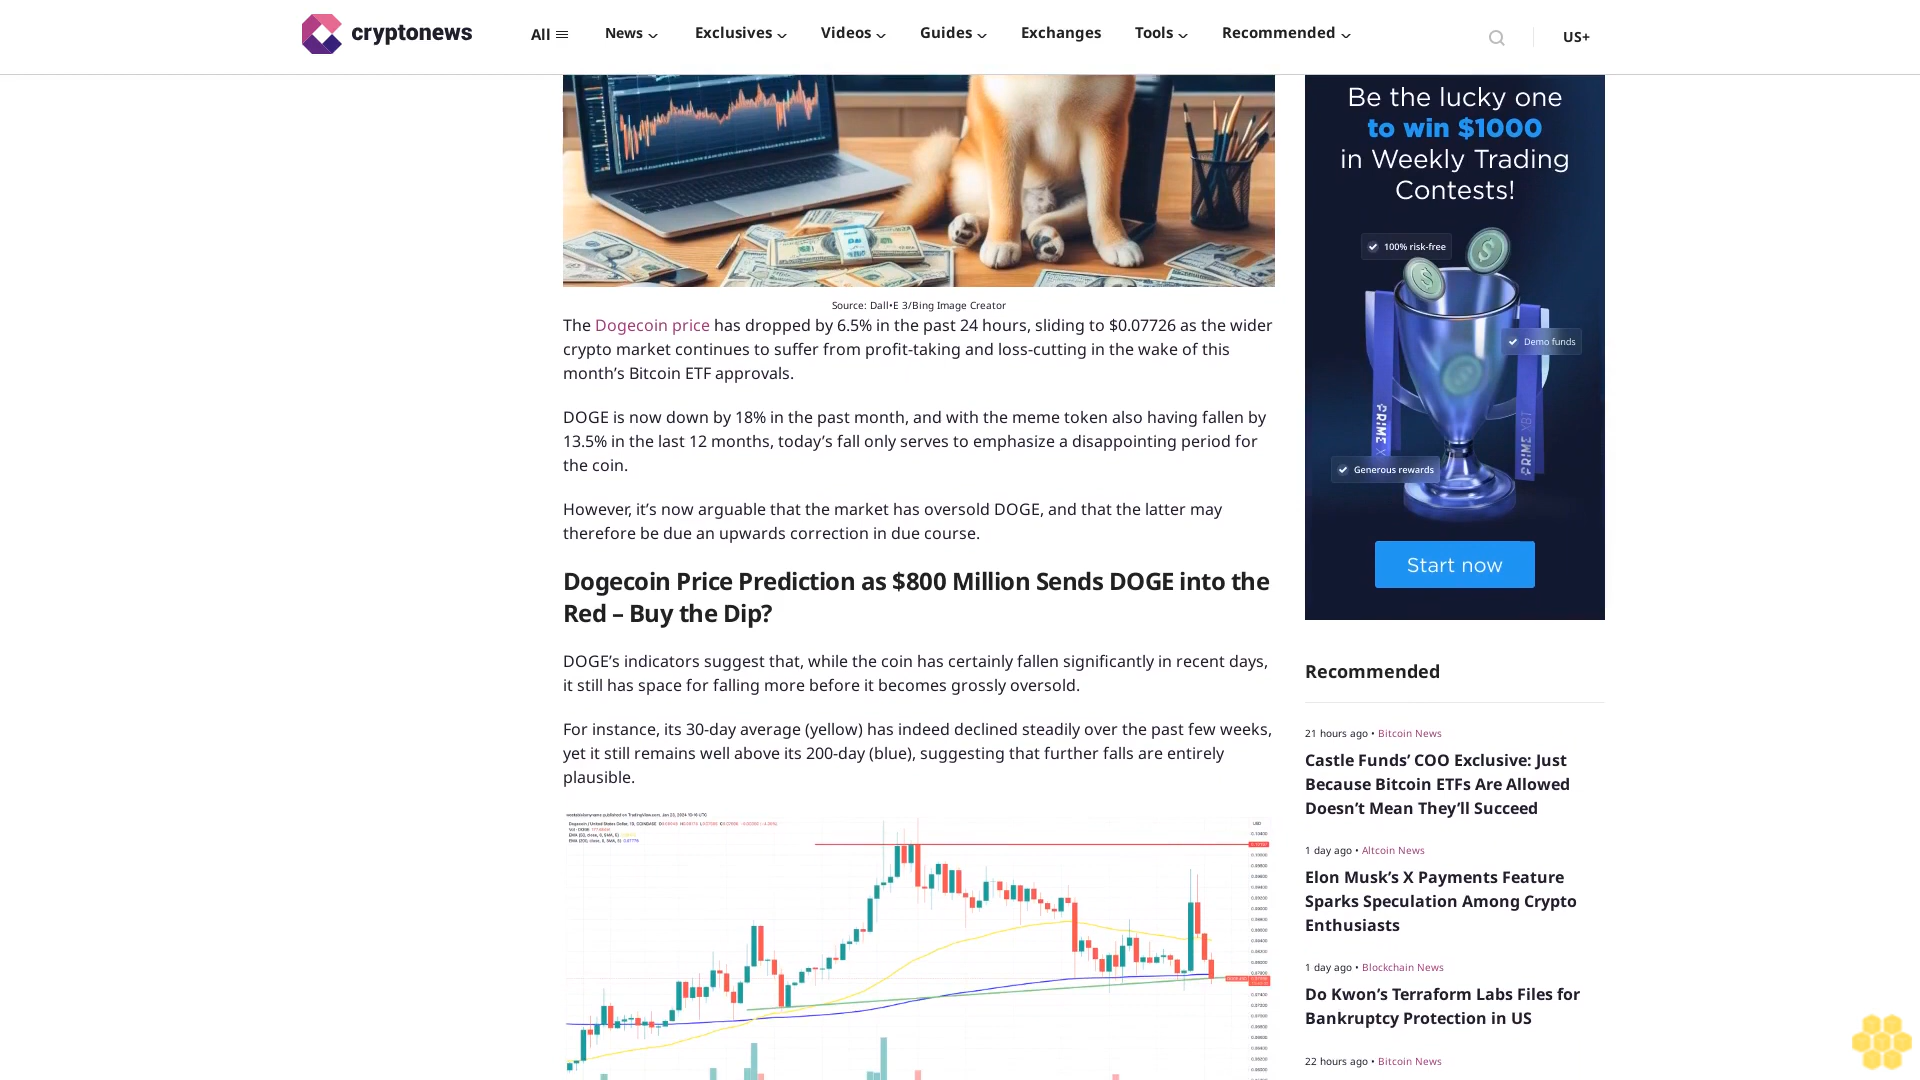 cryptonews
All
News
Exclusives
Videos
Guides
Exchanges
Tools
Recommended
US+
Be the lucky one
to win $1000
in Weekly Trading
Contests!
100% risk-free
Demo funds
PRIME X
PRIME XBT
Generous rewards
Start now
Source: Dall•E 3/Bing Image Creator
The Dogecoin price has dropped by 6.5% in the past 24 hours, sliding to $0.07726 as the wider
crypto market continues to suffer from profit-taking and loss-cutting in the wake of this
month’s Bitcoin ETF approvals.
DOGE is now down by 18% in the past month, and with the meme token also having fallen by
13.5% in the last 12 months, today’s fall only serves to emphasize a disappointing period for
the coin.
However, it’s now arguable that the market has oversold DOGE, and that the latter may
therefore be due an upwards correction in due course.
Dogecoin Price Prediction as $800 Million Sends DOGE into the
Red – Buy the Dip?
DOGE’s indicators suggest that, while the coin has certainly fallen significantly in recent days,
it still has space for falling more before it becomes grossly oversold.
For instance, its 30-day average (yellow) has indeed declined steadily over the past few weeks,
yet it still remains well above its 200-day (blue), suggesting that further falls are entirely
plausible.
Recommended
21 hours ago • Bitcoin News
Castle Funds’ COO Exclusive: Just
Because Bitcoin ETFs Are Allowed
Doesn’t Mean They’ll Succeed
1 day ago • Altcoin News
Elon Musk’s X Payments Feature
Sparks Speculation Among Crypto
Enthusiasts
1 day ago • Blockchain News
Do Kwon’s Terraform Labs Files for
Bankruptcy Protection in US
22 hours ago • Bitcoin News